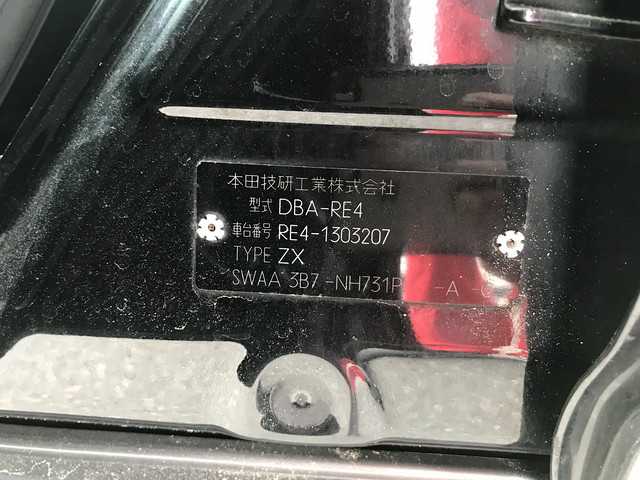 本田技研工業株式会社
型式 DBA-RE4
車台番号 RE4-1303207
TYPE ZX
SWAA 3B7 -NH731P -A